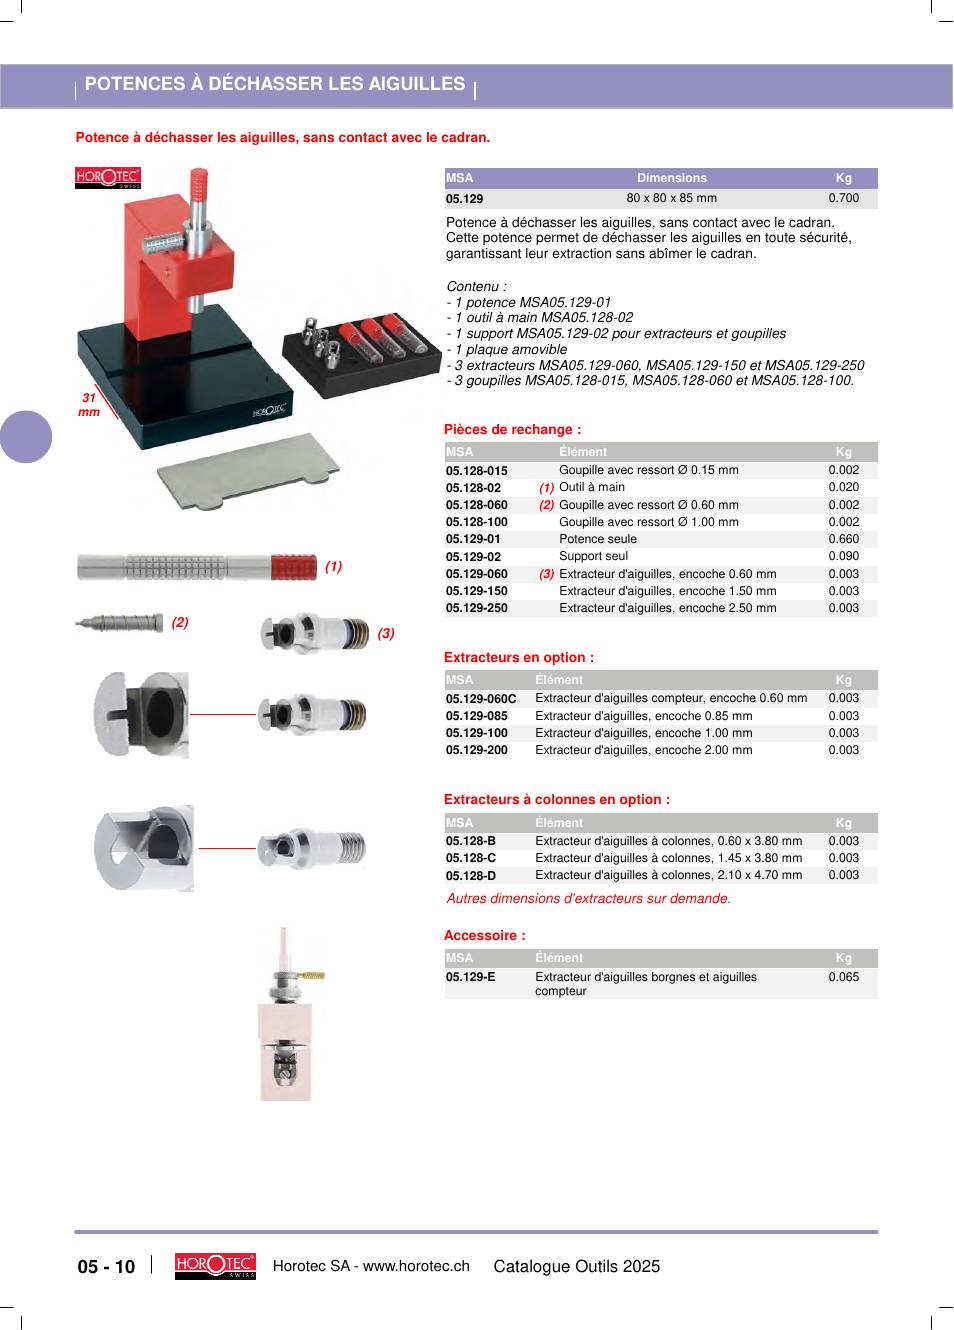 POTENCES À DÉCHASSER LES AIGUILLES
Potence à déchasser les aiguilles, sans contact avec le cadran.
HOROTEC®
SWISS
31
mm
HOROTEC
(1)
(2)
(3)
MSA Dimensions Kg
05.129 80 x 80 x 85 mm 0.700
Potence à déchasser les aiguilles, sans contact avec le cadran.
Cette potence permet de déchasser les aiguilles en toute sécurité,
garantissant leur extraction sans abîmer le cadran.
Contenu :
- 1 potence MSA05.129-01
- 1 outil à main MSA05.128-02
- 1 support MSA05.129-02 pour extracteurs et goupilles
- 1 plaque amovible
- 3 extracteurs MSA05.129-060, MSA05.129-150 et MSA05.129-250
- 3 goupilles MSA05.128-015, MSA05.128-060 et MSA05.128-100.
Pièces de rechange :
MSA Élément Kg
05.128-015 Goupille avec ressort Ø 0.15 mm 0.002
05.128-02 (1) Outil à main 0.020
05.128-060 (2) Goupille avec ressort Ø 0.60 mm 0.002
05.128-100 Goupille avec ressort Ø 1.00 mm 0.002
05.129-01 Potence seule 0.660
05.129-02 Support seul 0.090
05.129-060 (3) Extracteur d'aiguilles, encoche 0.60 mm 0.003
05.129-150 Extracteur d'aiguilles, encoche 1.50 mm 0.003
05.129-250 Extracteur d'aiguilles, encoche 2.50 mm 0.003
Extracteurs en option :
MSA Élément Kg
05.129-060C Extracteur d'aiguilles compteur, encoche 0.60 mm 0.003
05.129-085 Extracteur d'aiguilles, encoche 0.85 mm 0.003
05.129-100 Extracteur d'aiguilles, encoche 1.00 mm 0.003
05.129-200 Extracteur d'aiguilles, encoche 2.00 mm 0.003
Extracteurs à colonnes en option :
MSA Élément Kg
05.128-B Extracteur d'aiguilles à colonnes, 0.60 x 3.80 mm 0.003
05.128-C Extracteur d'aiguilles à colonnes, 1.45 x 3.80 mm 0.003
05.128-D Extracteur d'aiguilles à colonnes, 2.10 x 4.70 mm 0.003
Autres dimensions d'extracteurs sur demande.
Accessoire :
MSA Élément Kg
05.129-E Extracteur d'aiguilles borgnes et aiguilles 0.065
compteur
05 - 10 HOROTEC® SWISS Horotec SA - www.horotec.ch Catalogue Outils 2025